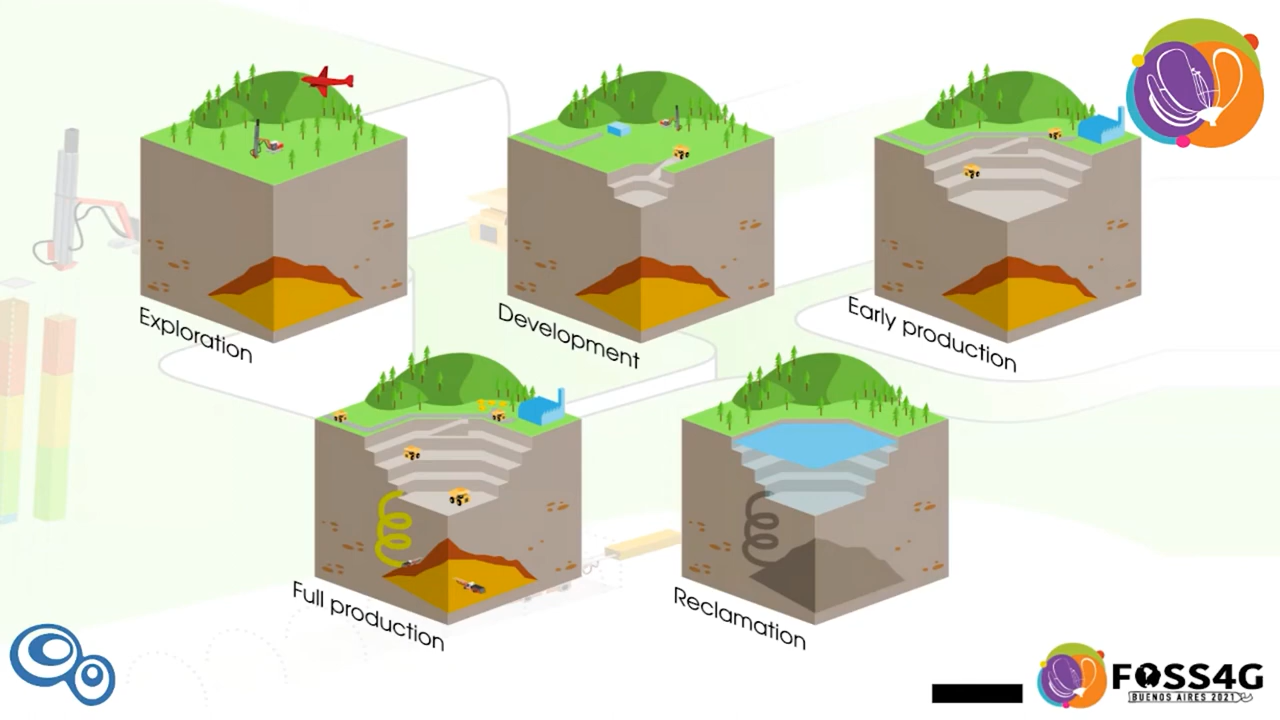 Exploration
Development
Early production
Full production
Reclamation
FOSS4G
BUENOS AIRES 2021